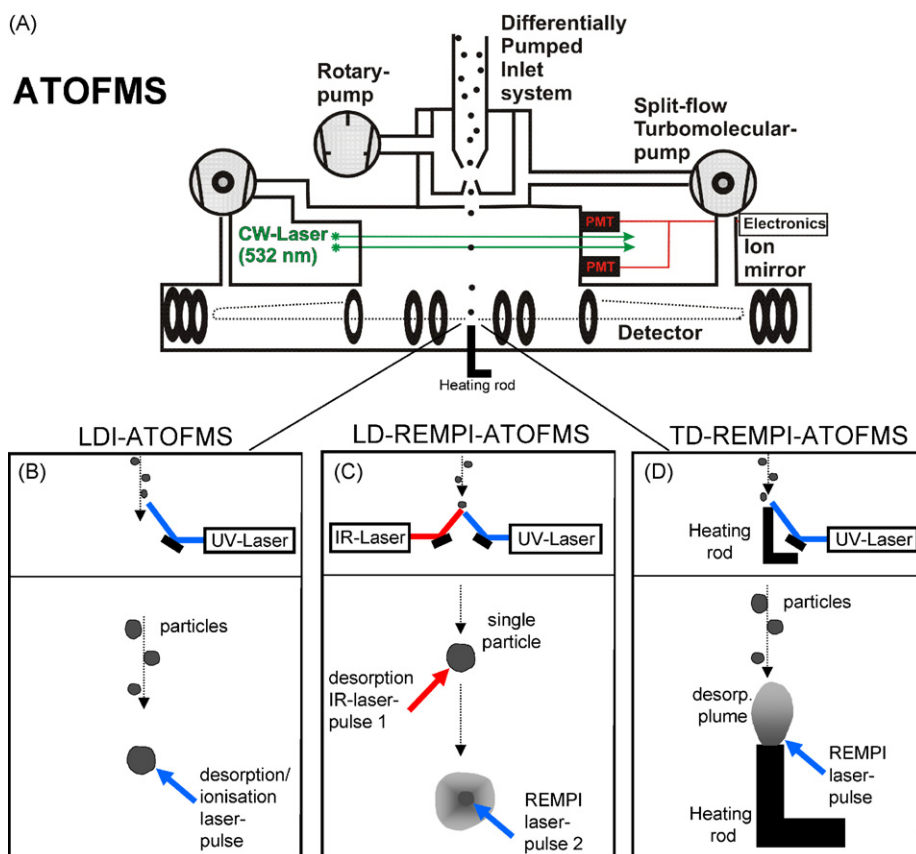 (A)
ATOFMS
Rotary-
pump
Differentially
Pumped
Inlet
system
Split-flow
Turbomolecular-
pump
CW-Laser
(532 nm)
PMT
PMT
Electronics
Ion
mirror
Detector
Heating rod
LDI-ATOFMS
(B)
UV-Laser
particles
desorption/
ionisation
laser-
pulse
LD-REMPI-ATOFMS
(C)
IR-Laser
UV-Laser
single
particle
desorption
IR-laser-
pulse 1
REMPI
laser-
pulse 2
TD-REMPI-ATOFMS
(D)
Heating
rod
UV-Laser
particles
desorp.
plume
REMPI
laser-
pulse
Heating
rod